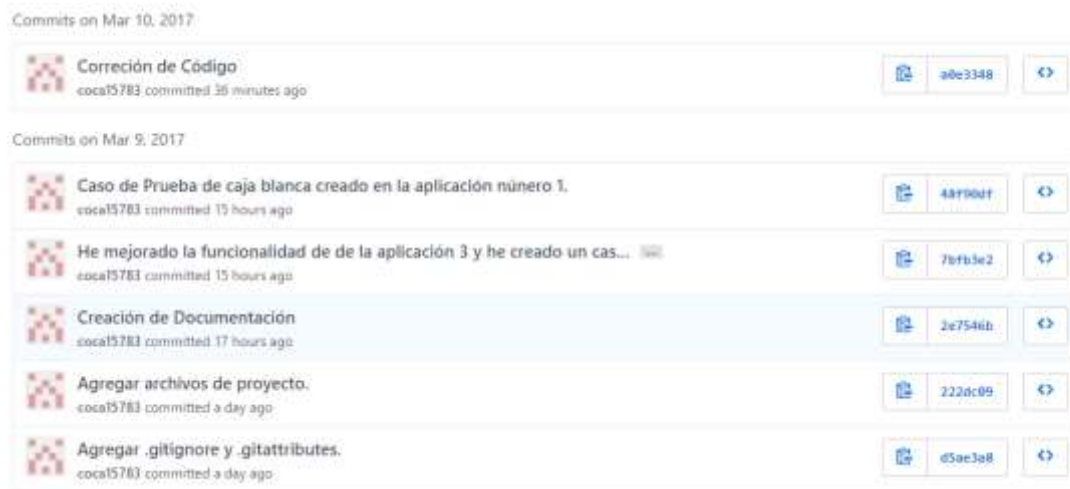 Commits on Mar 10, 2017
Correción de Código
coca15783 committed 36 minutes ago
a0e3348
Commits on Mar 9, 2017
Caso de Prueba de caja blanca creado en la aplicación núnero 1.
coca15783 committed 15 hours ago
48f90df
He mejorado la funcionalidad de de la aplicación 3 y he creado un cas...
coca15783 committed 15 hours ago
7bfb3e2
Creación de Documentación
coca15783 committed 17 hours ago
2e7546b
Agregar archivos de proyecto.
coca15783 committed a day ago
222dc09
Agregar .gitignore y .gitattributes.
coca15783 committed a day ago
d5ae3a8